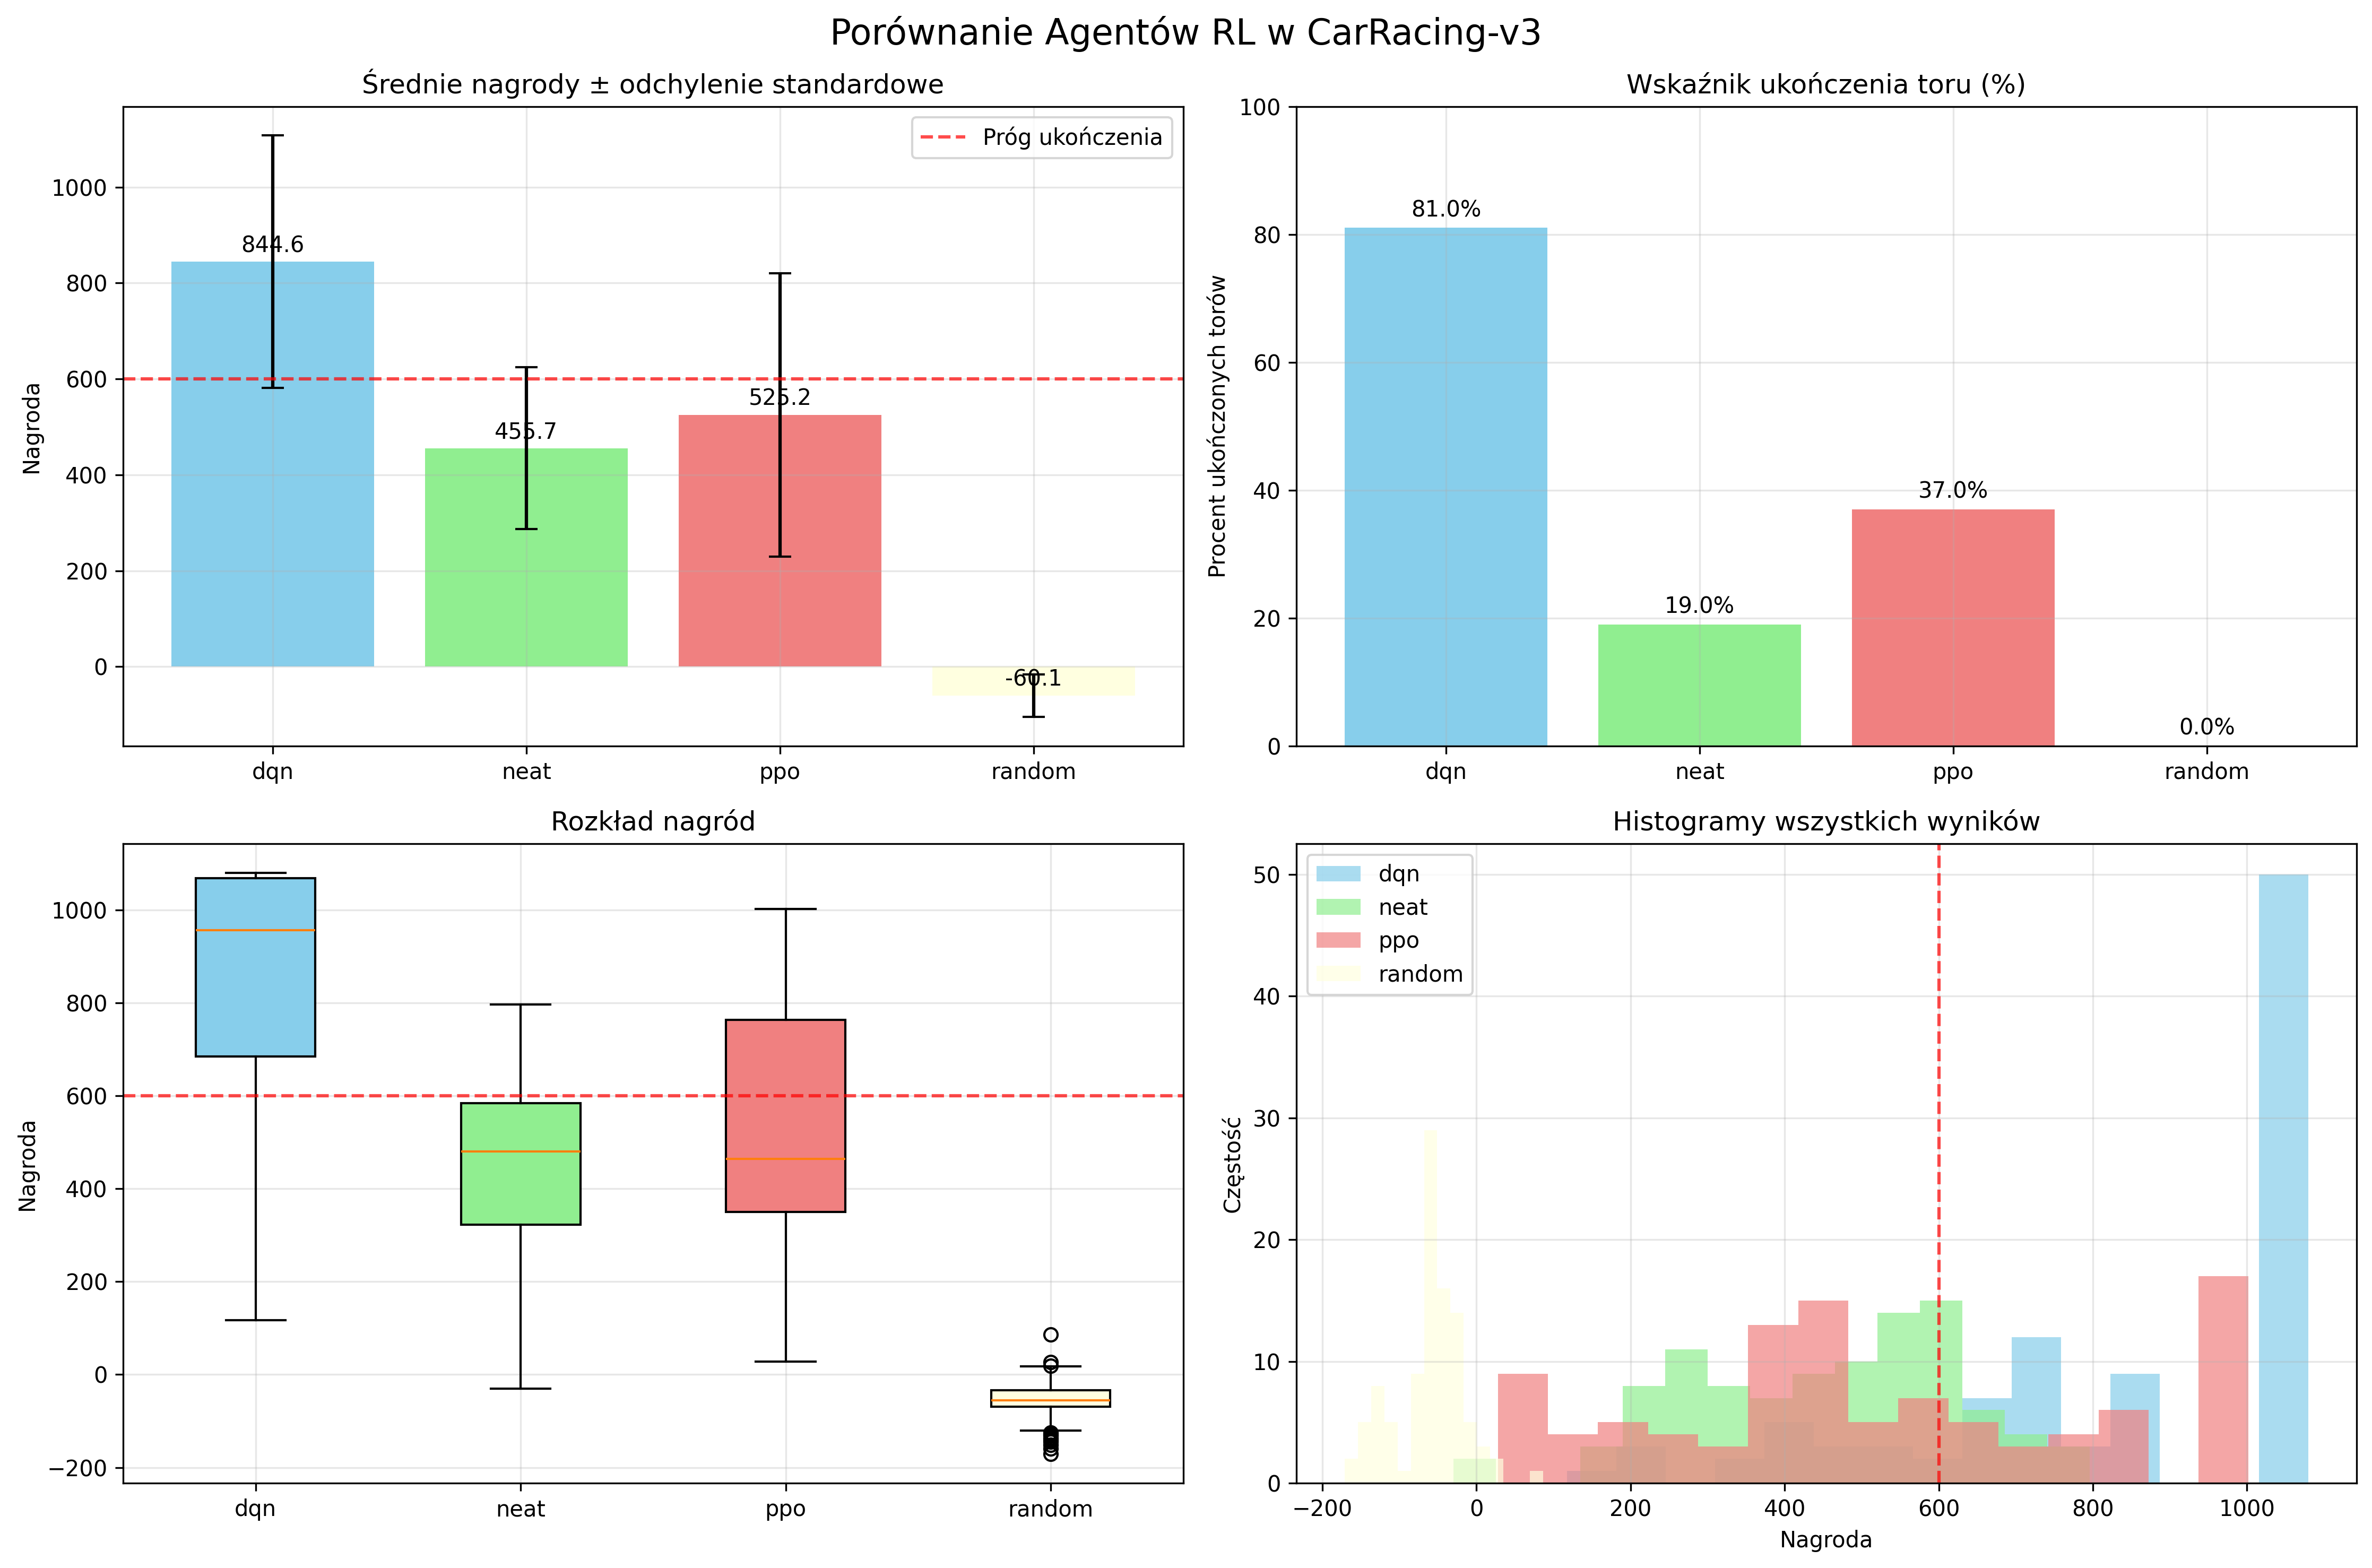 Porównanie Agentów RL w CarRacing-v3
Średnie nagrody ± odchylenie standardowe
Nagroda
1000
800
600
400
200
0
Próg ukończenia
844.6
455.7
525.2
-60.1
dqn
neat
ppo
random
Wskaźnik ukończenia toru (%)
Procent ukończonych torów
100
80
60
40
20
0
81.0%
19.0%
37.0%
0.0%
dqn
neat
ppo
random
Rozkład nagród
Nagroda
1000
800
600
400
200
0
−200
dqn
neat
ppo
random
Histogramy wszystkich wyników
Częstość
50
40
30
20
10
0
dqn
neat
ppo
random
−200
0
200
400
600
800
1000
Nagroda